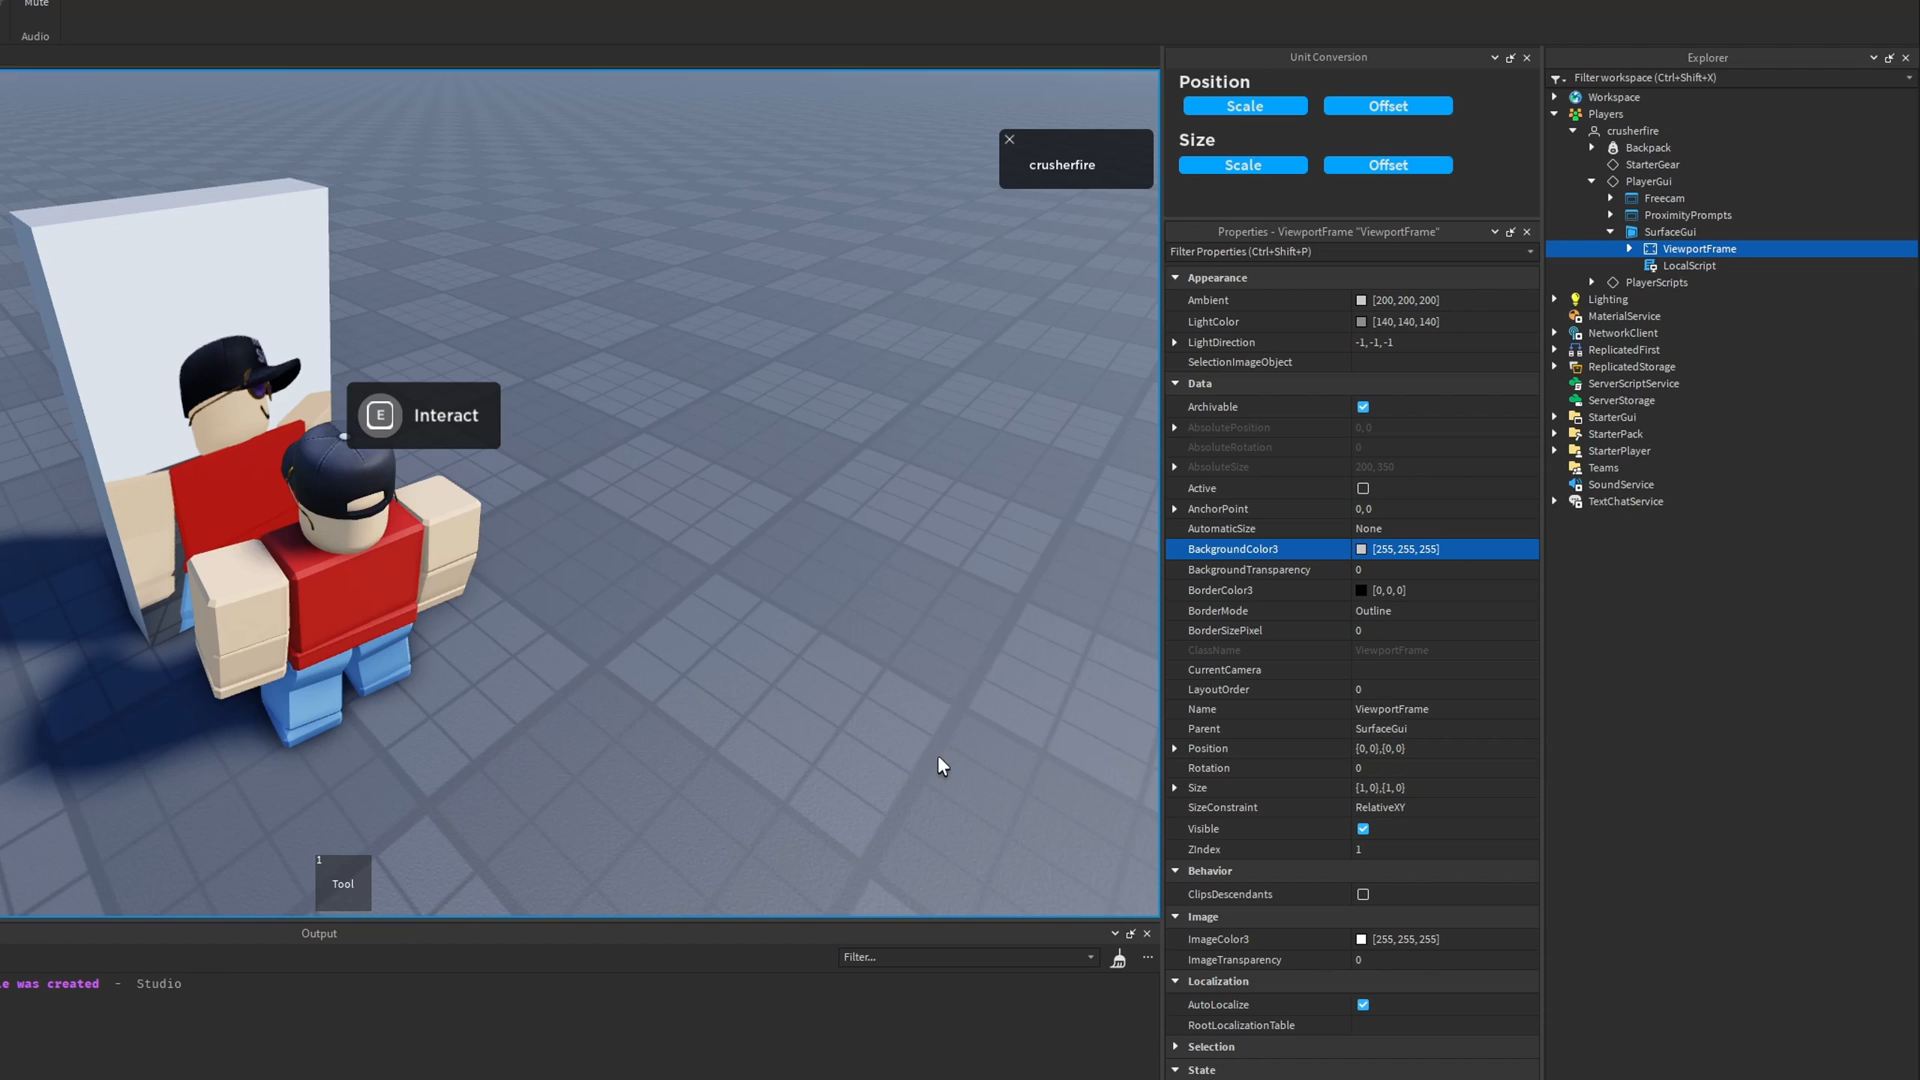 Mute
Audio
crusherfire
E Interact
1
Tool
Output
Filter...
le was created - Studio
Unit Conversion
Position
Scale Offset
Size
Scale Offset
Properties - ViewportFrame "ViewportFrame"
Filter Properties (Ctrl+Shift+P)
Appearance
Ambient [200, 200, 200]
LightColor [140, 140, 140]
LightDirection -1, -1, -1
SelectionImageObject
Data
Archivable
AbsolutePosition 0, 0
AbsoluteRotation 0
AbsoluteSize 200, 350
Active
AnchorPoint 0, 0
AutomaticSize None
BackgroundColor3 [255, 255, 255]
BackgroundTransparency 0
BorderColor3 [0, 0, 0]
BorderMode Outline
BorderSizePixel 0
ClassName ViewportFrame
CurrentCamera
LayoutOrder 0
Name ViewportFrame
Parent SurfaceGui
Position {0, 0},{0, 0}
Rotation 0
Size {1, 0},{1, 0}
SizeConstraint RelativeXY
Visible
ZIndex 1
Behavior
ClipsDescendants
Image
ImageColor3 [255, 255, 255]
ImageTransparency 0
Localization
AutoLocalize
RootLocalizationTable
Selection
State
Explorer
Filter workspace (Ctrl+Shift+X)
Workspace
Players
crusherfire
Backpack
StarterGear
PlayerGui
Freecam
ProximityPrompts
SurfaceGui
ViewportFrame
LocalScript
PlayerScripts
Lighting
MaterialService
NetworkClient
ReplicatedFirst
ReplicatedStorage
ServerScriptService
ServerStorage
StarterGui
StarterPack
StarterPlayer
Teams
SoundService
TextChatService